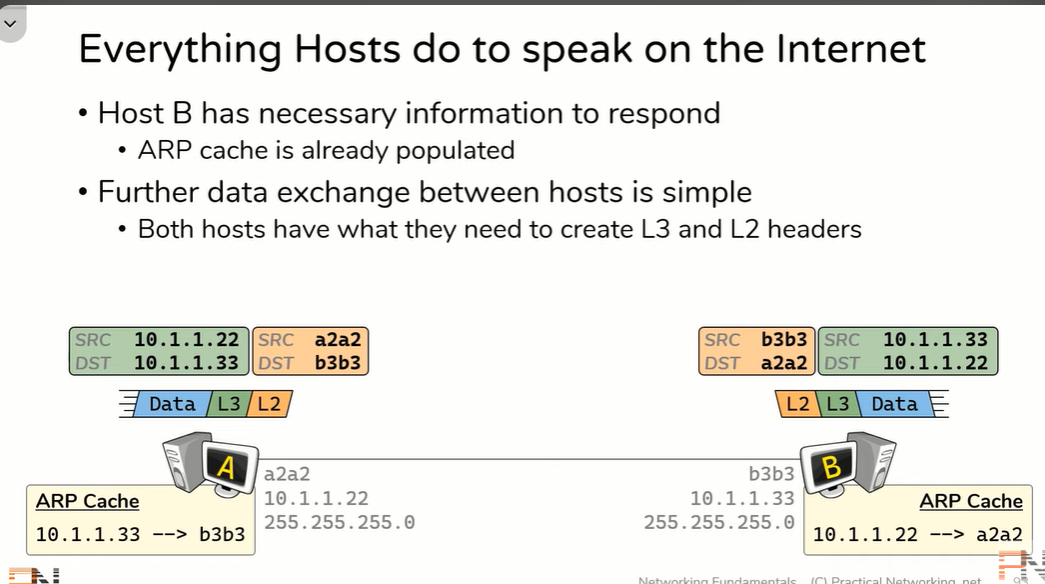 Everything Hosts do to speak on the Internet
• Host B has necessary information to respond
• ARP cache is already populated
• Further data exchange between hosts is simple
• Both hosts have what they need to create L3 and L2 headers
SRC 10.1.1.22 SRC a2a2
DST 10.1.1.33 DST b3b3
Data L3 L2
A
a2a2
10.1.1.22
255.255.255.0
ARP Cache
10.1.1.33 --> b3b3
SRC b3b3 SRC 10.1.1.33
DST a2a2 DST 10.1.1.22
L2 L3 Data
B
b3b3
10.1.1.33
255.255.255.0
ARP Cache
10.1.1.22 --> a2a2
Networking Fundamentals (C) Practical Networking .net